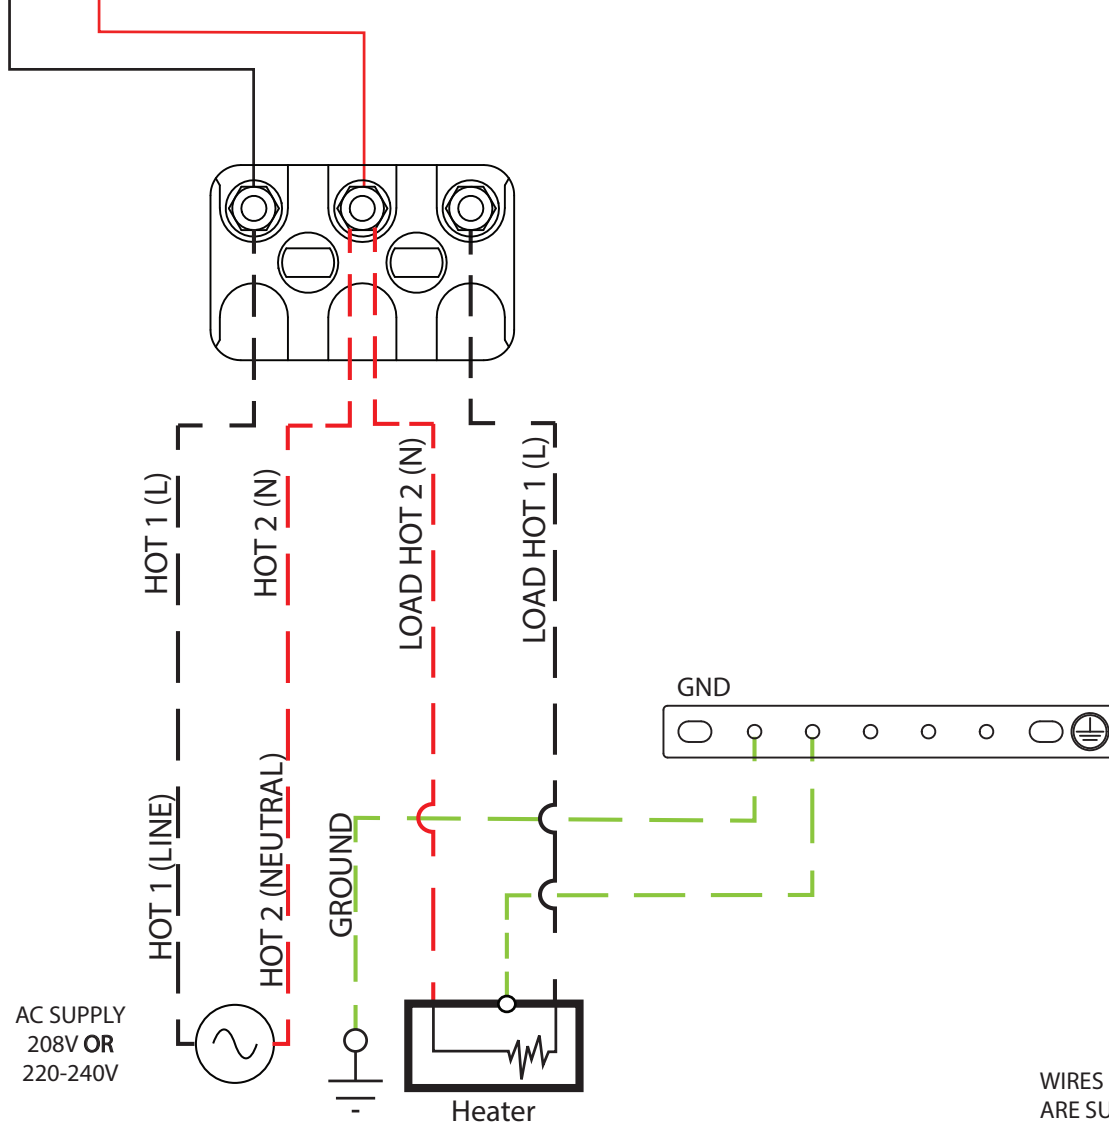 HOT 1 (L)
HOT 2 (N)
LOAD HOT 2 (N)
LOAD HOT 1 (L)
GND
HOT 1 (LINE)
HOT 2 (NEUTRAL)
GROUND
AC SUPPLY
208V OR
220-240V
Heater
WIRES
ARE SU